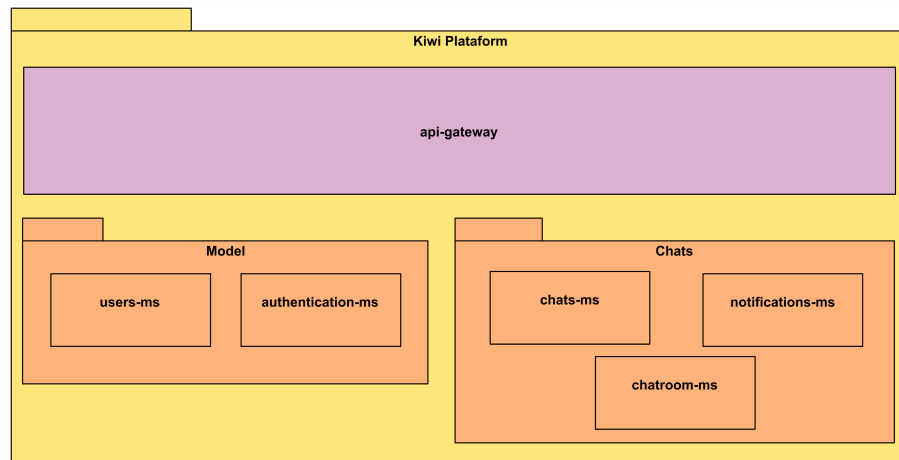 Kiwi Plataform
api-gateway
Model
Chats
users-ms
authentication-ms
chats-ms
notifications-ms
chatroom-ms